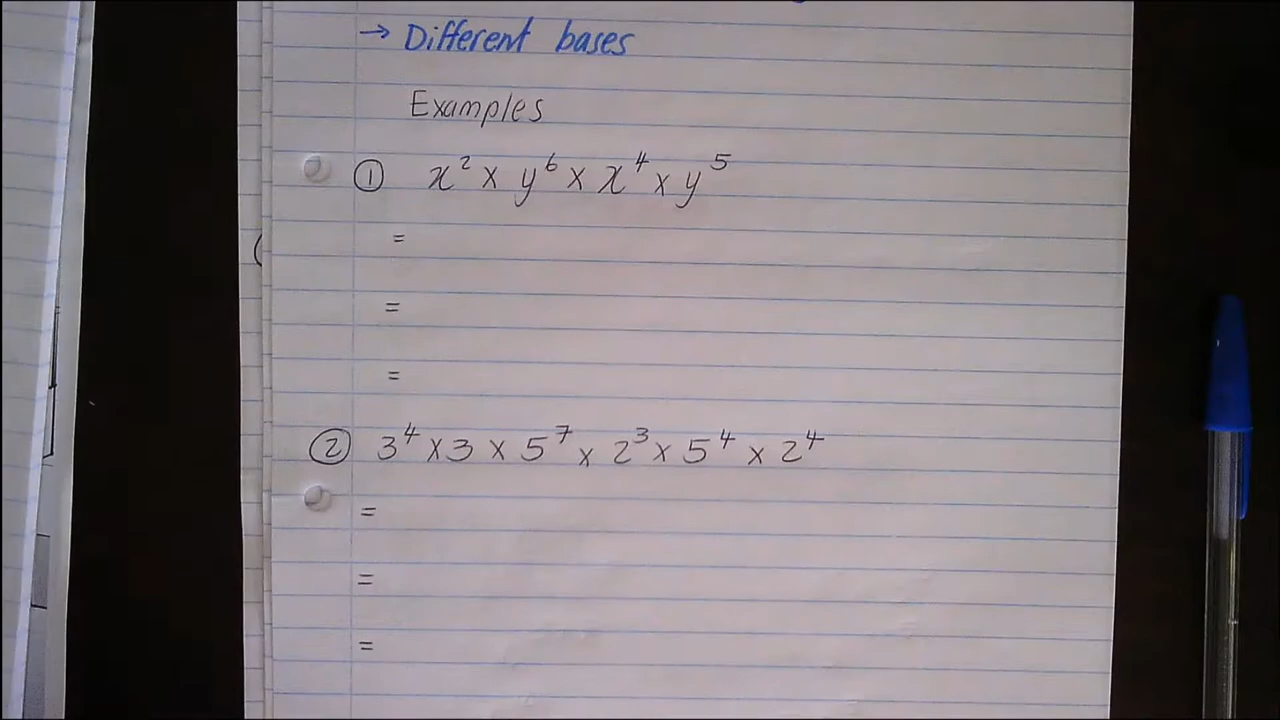 → Different bases
Examples
① x² × y⁶ × x⁴ × y⁵
=
=
=
② 3⁴ × 3 × 5⁷ × 2³ × 5⁴ × 2⁴
=
=
=